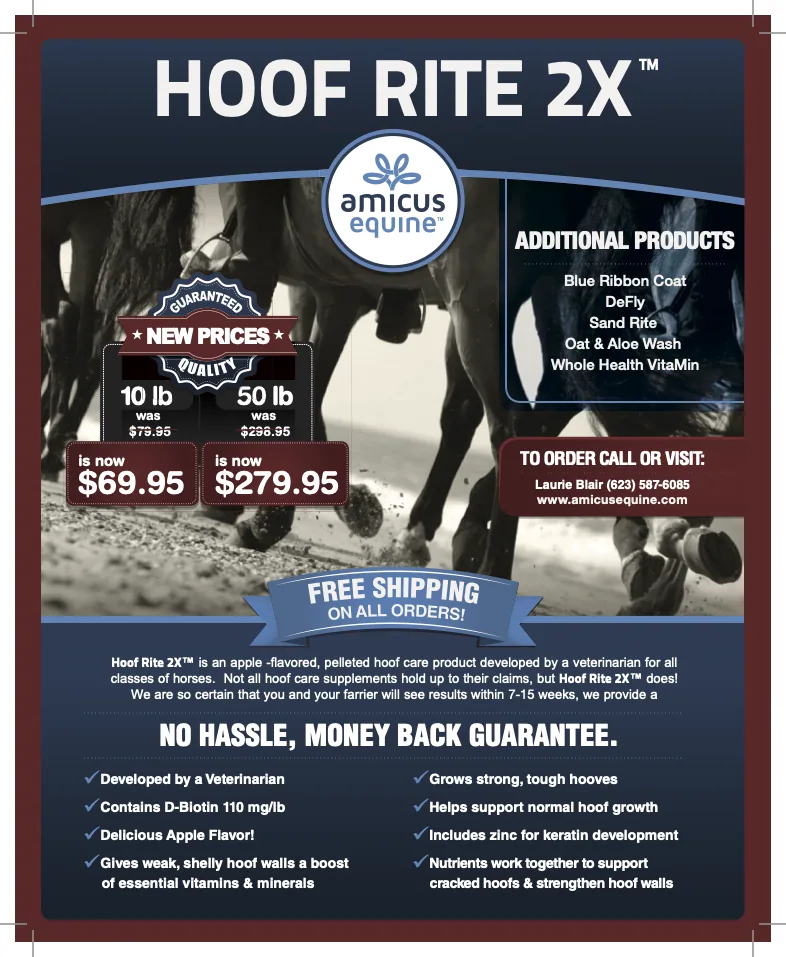 HOOF RITE 2X™
amicus
equine™
ADDITIONAL PRODUCTS
Blue Ribbon Coat
DeFly
Sand Rite
Oat & Aloe Wash
Whole Health VitaMin
GUARANTEED
★ NEW PRICES ★
QUALITY
10 lb
was
$79.95
is now
$69.95
50 lb
was
$298.95
is now
$279.95
TO ORDER CALL OR VISIT:
Laurie Blair (623) 587-6085
www.amicusequine.com
FREE SHIPPING
ON ALL ORDERS!
Hoof Rite 2X™ is an apple -flavored, pelleted hoof care product developed by a veterinarian for all
classes of horses. Not all hoof care supplements hold up to their claims, but Hoof Rite 2X™ does!
We are so certain that you and your farrier will see results within 7-15 weeks, we provide a
NO HASSLE, MONEY BACK GUARANTEE.
✓Developed by a Veterinarian
✓Contains D-Biotin 110 mg/lb
✓Delicious Apple Flavor!
✓Gives weak, shelly hoof walls a boost
of essential vitamins & minerals
✓Grows strong, tough hooves
✓Helps support normal hoof growth
✓Includes zinc for keratin development
✓Nutrients work together to support
cracked hoofs & strengthen hoof walls